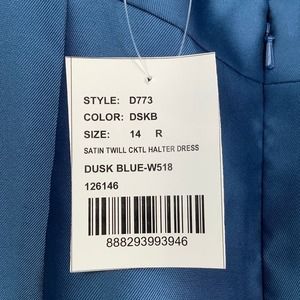 STYLE: D773
COLOR: DSKB
SIZE: 14 R
SATIN TWILL CKTL HALTER DRESS
DUSK BLUE-W518
126146
888293993946